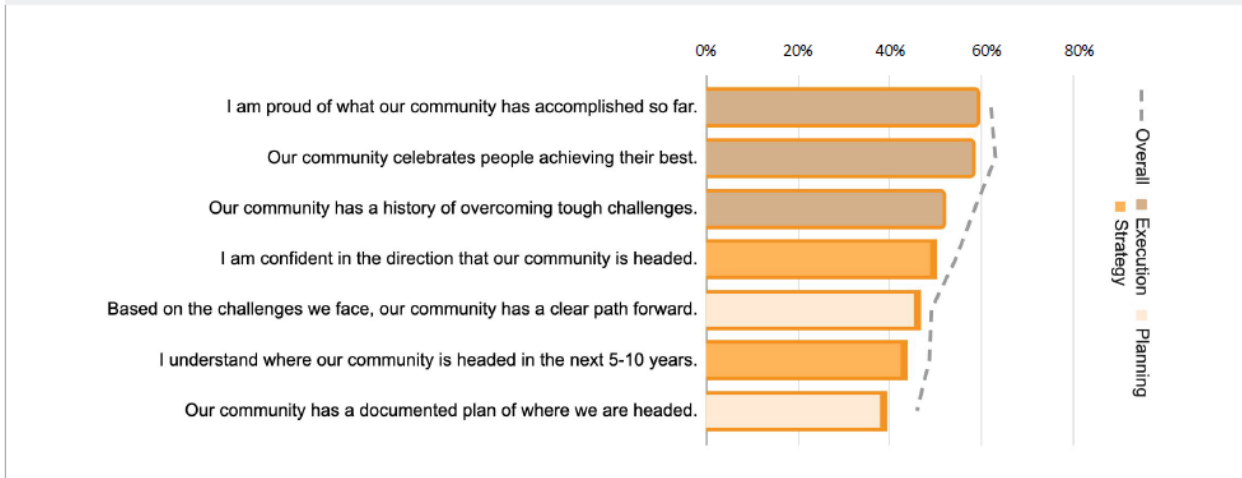 0% 20% 40% 60% 80%
I am proud of what our community has accomplished so far.
Our community celebrates people achieving their best.
Our community has a history of overcoming tough challenges.
I am confident in the direction that our community is headed.
Based on the challenges we face, our community has a clear path forward.
I understand where our community is headed in the next 5-10 years.
Our community has a documented plan of where we are headed.
Overall Execution Planning
Strategy